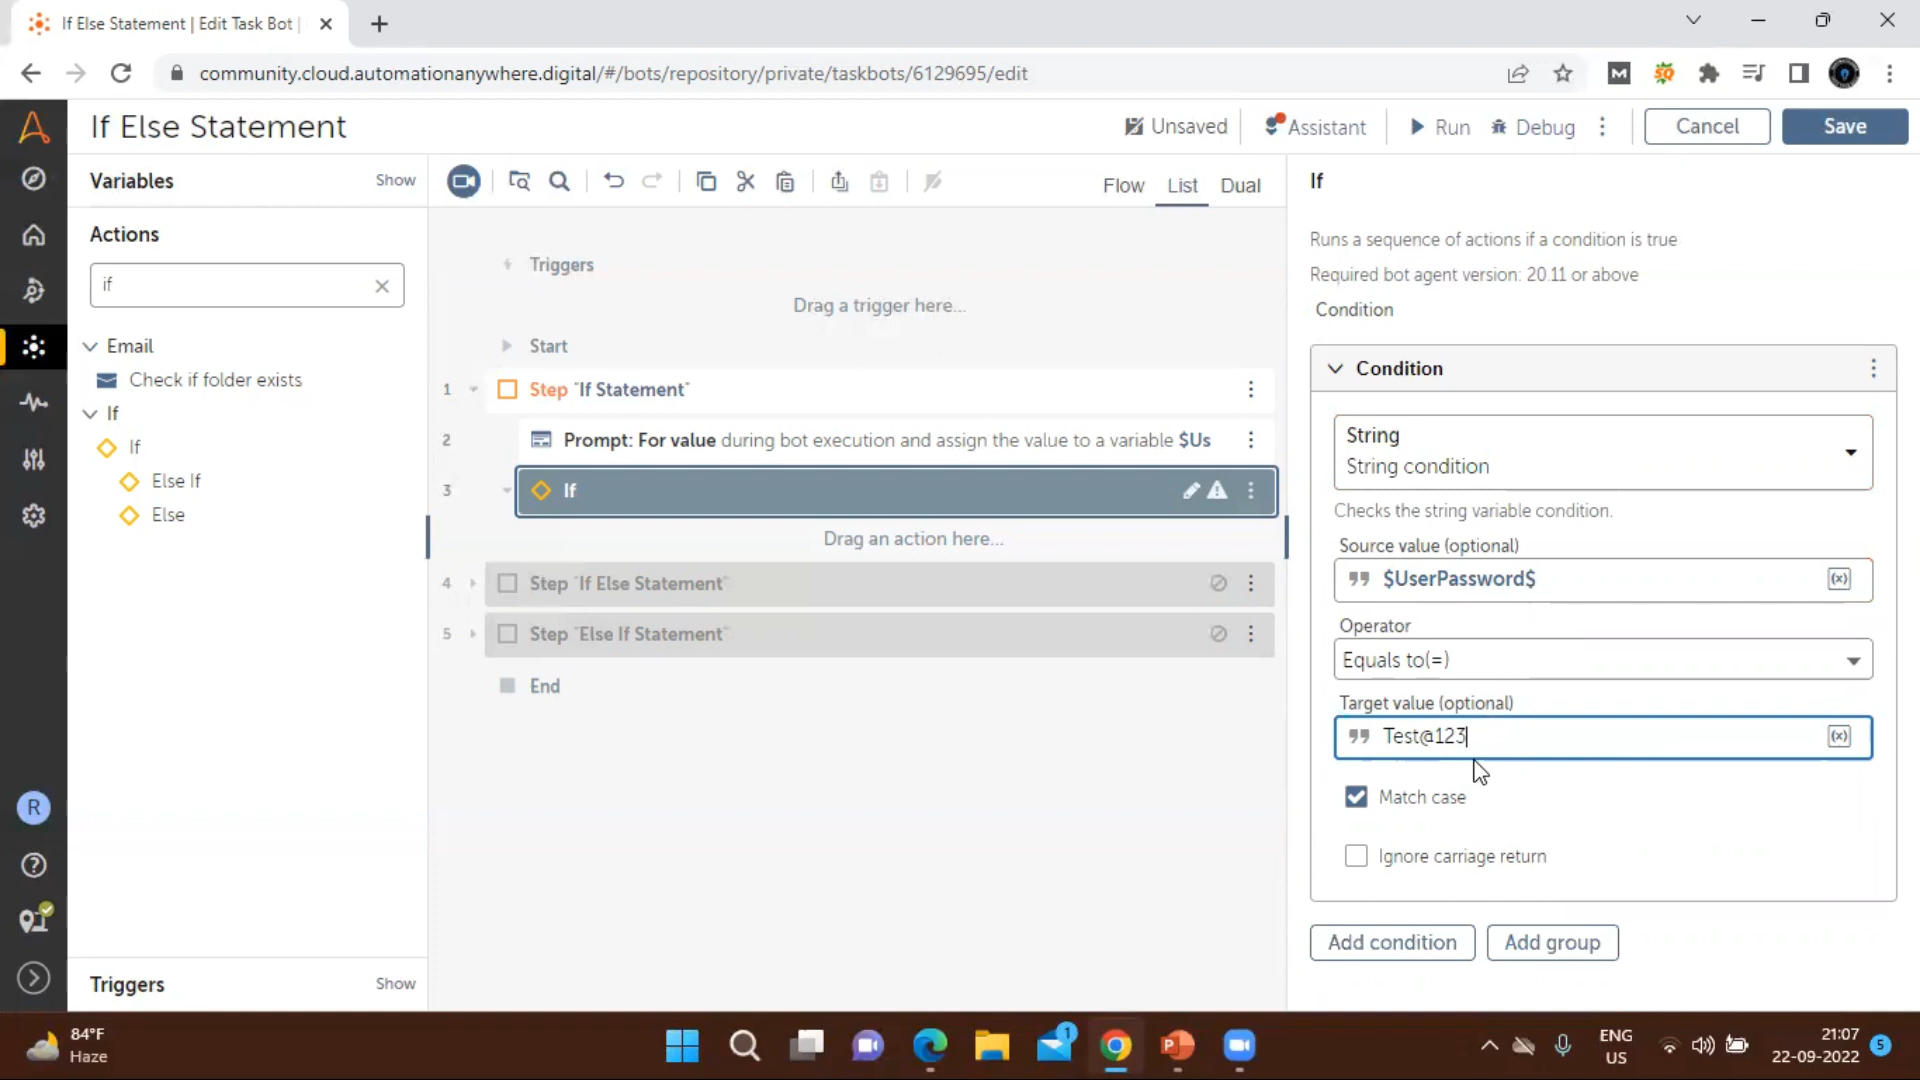 If Else Statement | Edit Task Bot |
community.cloud.automationanywhere.digital/#/bots/repository/private/taskbots/6129695/edit
If Else Statement
Unsaved
Assistant
Run
Debug
Cancel
Save
Variables
Show
Actions
if
Email
Check if folder exists
If
If
Else If
Else
Triggers
Show
Flow
List
Dual
Triggers
Drag a trigger here...
Start
1 Step "If Statement"
2 Prompt: For value during bot execution and assign the value to a variable $Us
3 If
Drag an action here...
4 Step "If Else Statement"
5 Step "Else If Statement"
End
If
Runs a sequence of actions if a condition is true
Required bot agent version: 20.11 or above
Condition
Condition
String
String condition
Checks the string variable condition.
Source value (optional)
$UserPassword$
(x)
Operator
Equals to(=)
Target value (optional)
Test@123
(x)
Match case
Ignore carriage return
Add condition
Add group
R
84°F
Haze
1
ENG
US
21:07
22-09-2022
5